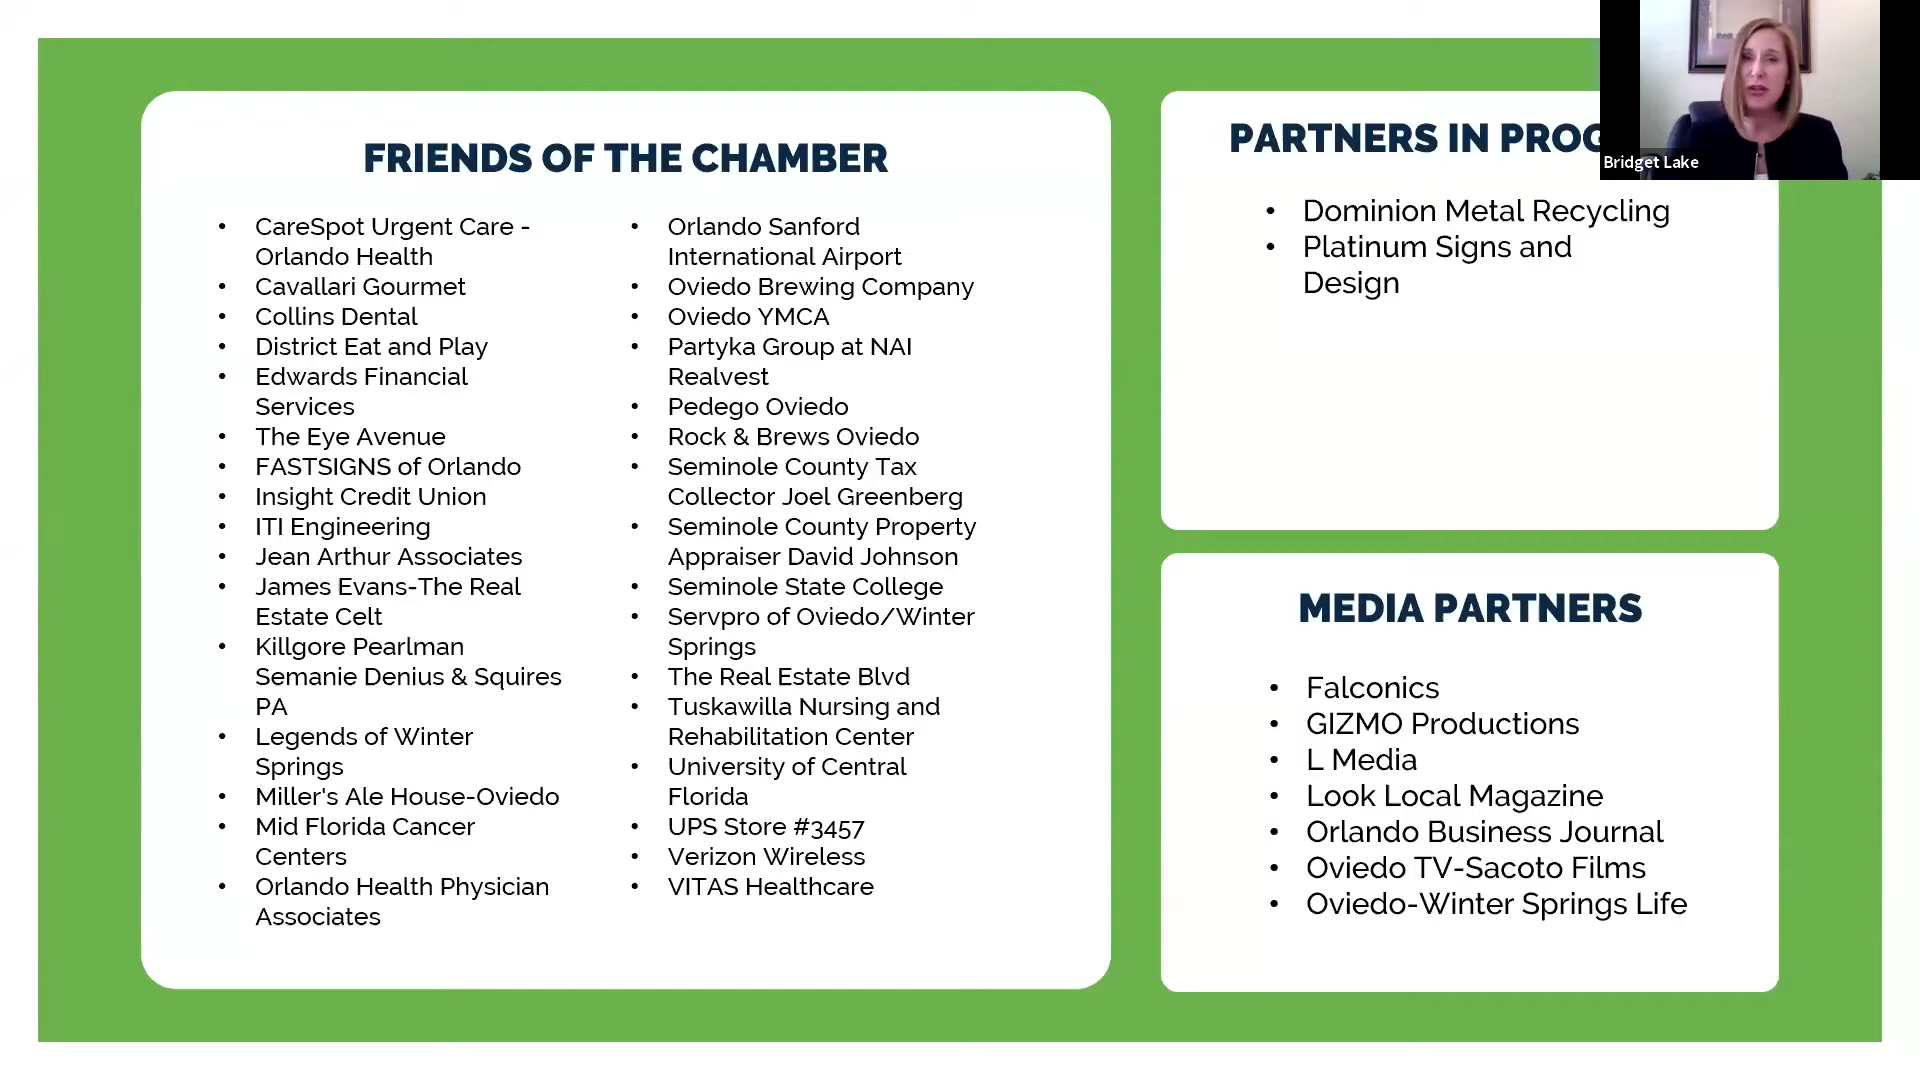 FRIENDS OF THE CHAMBER
CareSpot Urgent Care -
Orlando Health
Cavallari Gourmet
Collins Dental
District Eat and Play
Edwards Financial
Services
The Eye Avenue
FASTSIGNS of Orlando
Insight Credit Union
ITI Engineering
Jean Arthur Associates
James Evans-The Real
Estate Celt
Killgore Pearlman
Semanie Denius & Squires
PA
Legends of Winter
Springs
Miller's Ale House-Oviedo
Mid Florida Cancer
Centers
Orlando Health Physician
Associates
Orlando Sanford
International Airport
Oviedo Brewing Company
Oviedo YMCA
Partyka Group at NAI
Realvest
Pedego Oviedo
Rock & Brews Oviedo
Seminole County Tax
Collector Joel Greenberg
Seminole County Property
Appraiser David Johnson
Seminole State College
Servpro of Oviedo/Winter
Springs
The Real Estate Blvd
Tuskawilla Nursing and
Rehabilitation Center
University of Central
Florida
UPS Store #3457
Verizon Wireless
VITAS Healthcare
PARTNERS IN PROG
Dominion Metal Recycling
Platinum Signs and
Design
MEDIA PARTNERS
Falconics
GIZMO Productions
L Media
Look Local Magazine
Orlando Business Journal
Oviedo TV-Sacoto Films
Oviedo-Winter Springs Life
Bridget Lake